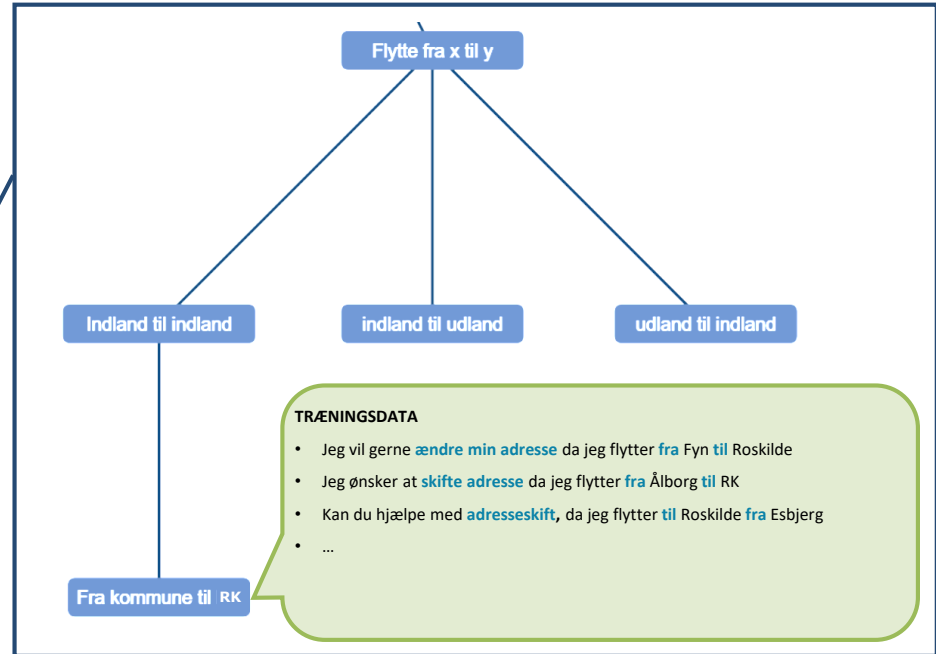 Flytte fra x til y
Indland til indland
indland til udland
udland til indland
TRÆNINGSDATA
• Jeg vil gerne ændre min adresse da jeg flytter fra Fyn til Roskilde
• Jeg ønsker at skifte adresse da jeg flytter fra Ålborg til RK
• Kan du hjælpe med adresseskift, da jeg flytter til Roskilde fra Esbjerg
• ...
Fra kommune til RK